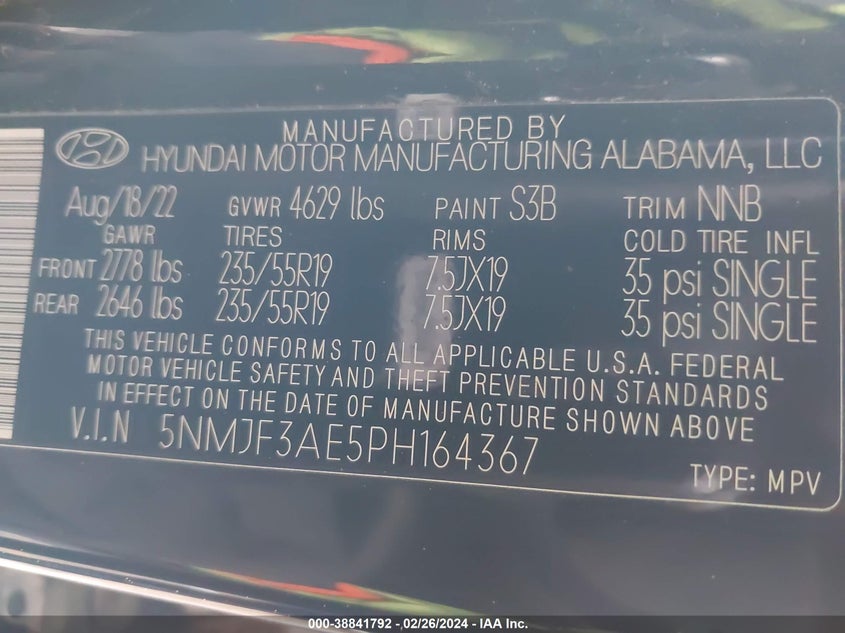 MANUFACTURED BY
HYUNDAI MOTOR MANUFACTURING ALABAMA, LLC
Aug/18/22 GVWR 4629 lbs PAINT S3B TRIM NNB
GAWR TIRES RIMS COLD TIRE INFL
FRONT 2778 lbs 235/55R19 7.5JX19 35 psi SINGLE
REAR 2646 lbs 235/55R19 7.5JX19 35 psi SINGLE
THIS VEHICLE CONFORMS TO ALL APPLICABLE U.S.A. FEDERAL
MOTOR VEHICLE SAFETY AND THEFT PREVENTION STANDARDS
IN EFFECT ON THE DATE OF MANUFACTURE SHOWN ABOVE
V.I.N 5NMJF3AE5PH164367
TYPE: MPV
000-38841792 - 02/26/2024 - IAA Inc.